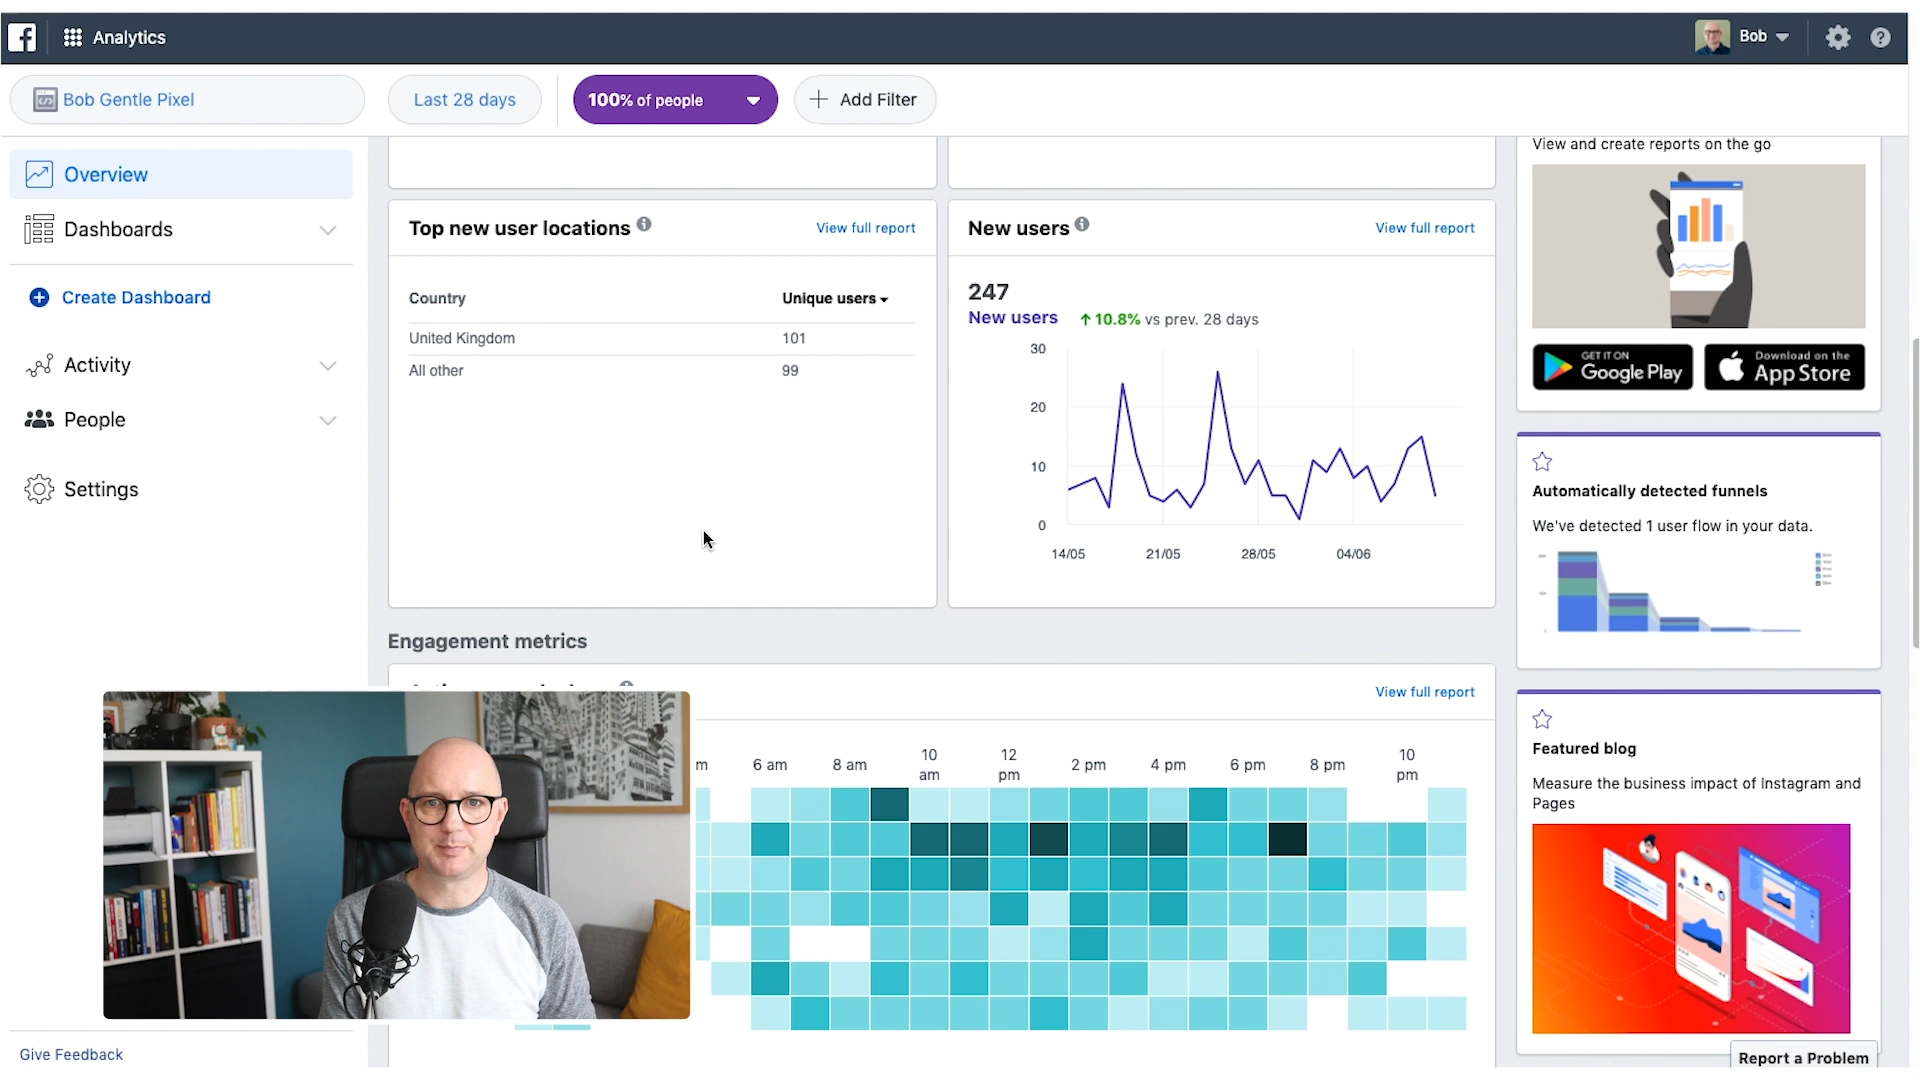 Analytics
Bob
Bob Gentle Pixel
Last 28 days
100% of people
Add Filter
Overview
Dashboards
Create Dashboard
Activity
People
Settings
Give Feedback
Top new user locations
View full report
Country
Unique users
United Kingdom
101
All other
99
New users
View full report
247
New users
10.8% vs prev. 28 days
30
20
10
0
14/05
21/05
28/05
04/06
Engagement metrics
View full report
6 am
8 am
10
am
12
pm
2 pm
4 pm
6 pm
8 pm
10
pm
View and create reports on the go
GET IT ON
Google Play
Download on the
App Store
Automatically detected funnels
We've detected 1 user flow in your data.
Featured blog
Measure the business impact of Instagram and
Pages
Report a Problem